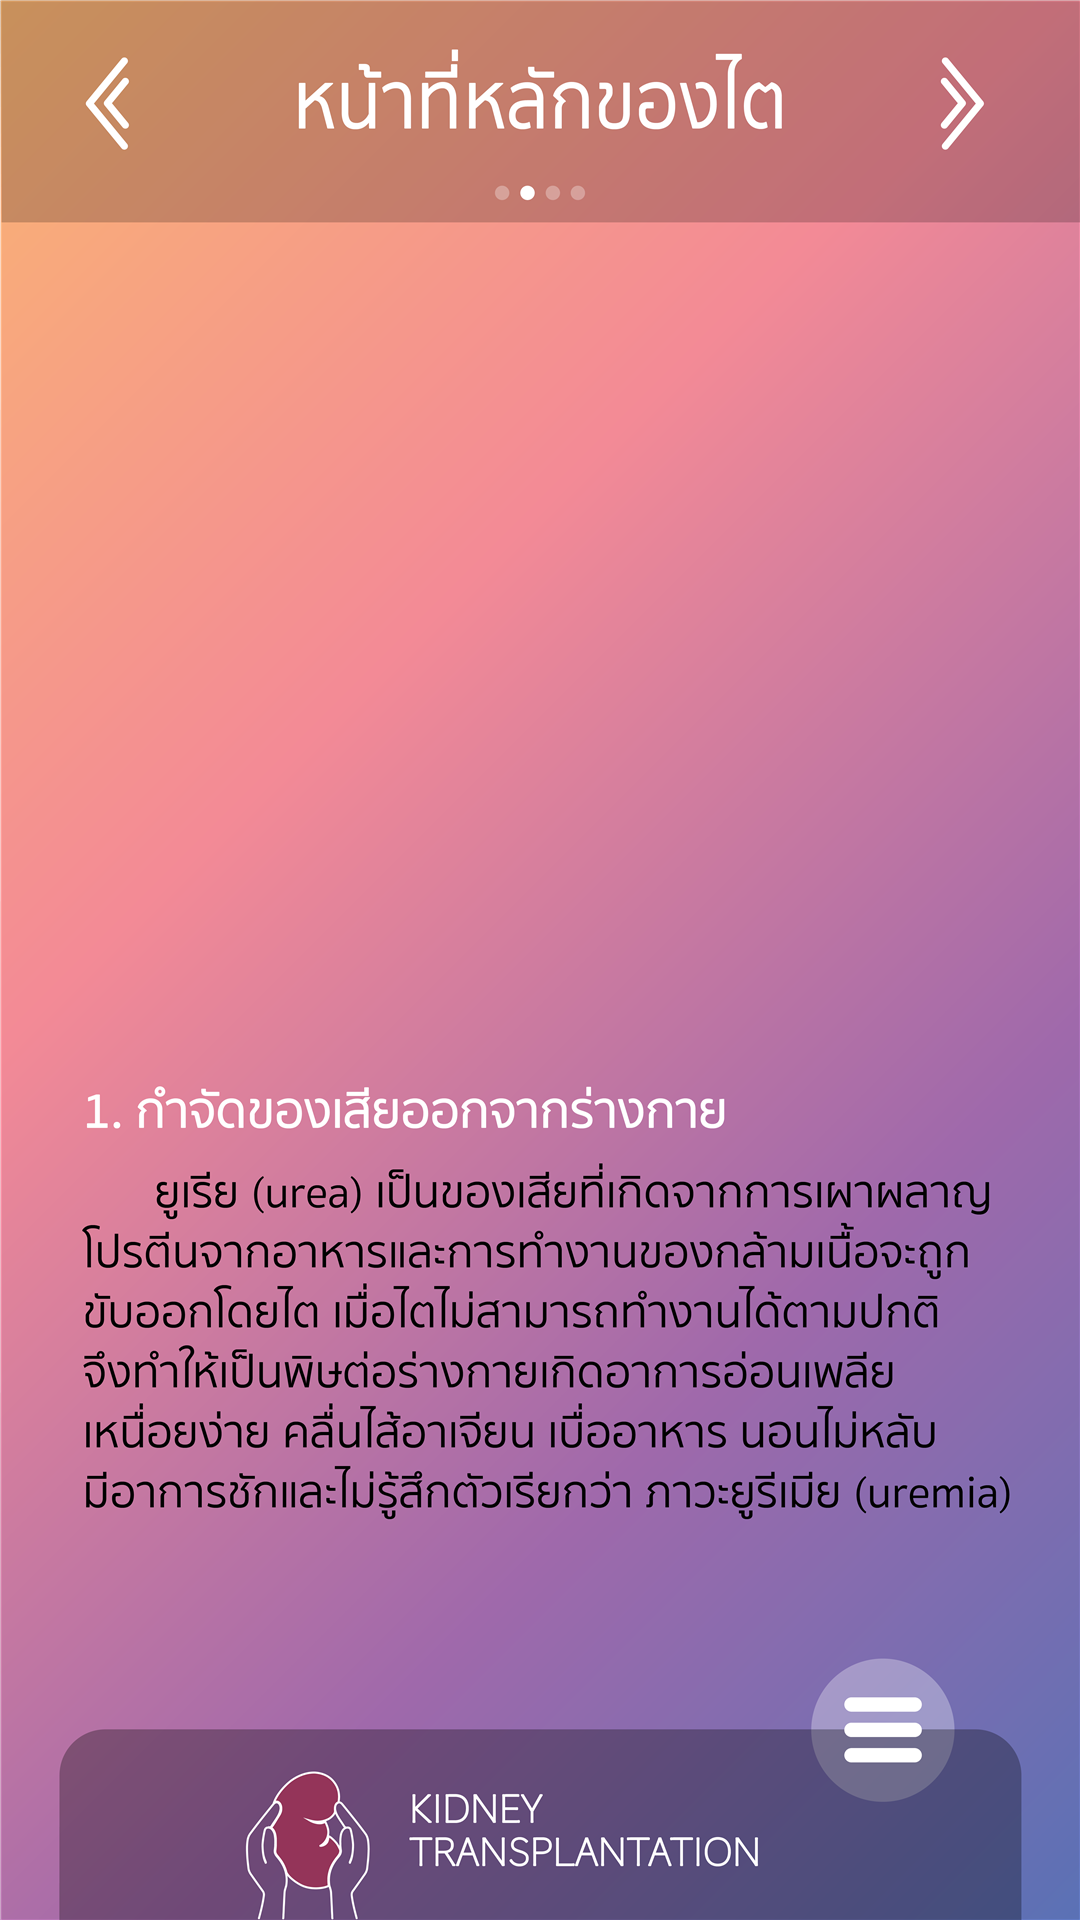 หน้าที่หลักของไต
1. กำจัดของเสียออกจากร่างกาย
ยูเรีย (urea) เป็นของเสียที่เกิดจากการเผาผลาญ
โปรตีนจากอาหารและการทำงานของกล้ามเนื้อจะถูก
ขับออกโดยไต เมื่อไตไม่สามารถทำงานได้ตามปกติ
จึงทำให้เป็นพิษต่อร่างกายเกิดอาการอ่อนเพลีย
เหนื่อยง่าย คลื่นไส้อาเจียน เบื่ออาหาร นอนไม่หลับ
มีอาการชักและไม่รู้สึกตัวเรียกว่า ภาวะยูรีเมีย (uremia)
KIDNEY
TRANSPLANTATION